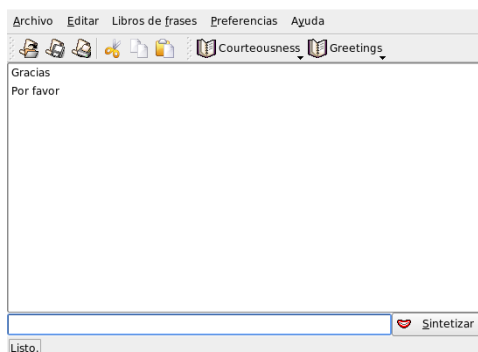 Archivo Editar Libros de frases Preferencias Ayuda
Courteousness Greetings
Gracias
Por favor
Sintetizar
Listo.